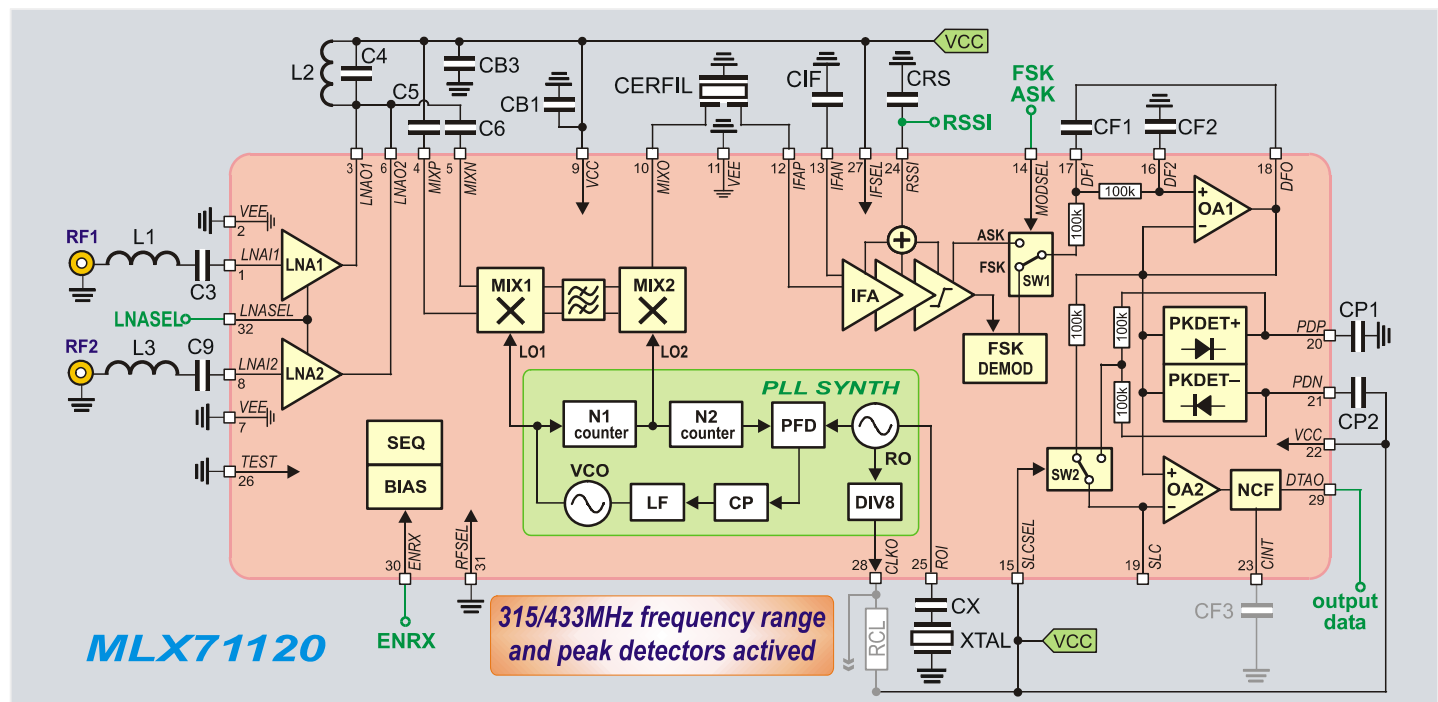 VCC
L2
C4
CB3
C5
C6
CB1
CERFIL
CIF
CRS
RSSI
FSK
ASK
CF1
CF2
3
LNAO1
6
LNAO2
4
MIXP
5
MIXN
9
VCC
10
MIXO
11
VEE
12
IFAP
13
IFAN
27
IFSEL
24
RSSI
14
MODSEL
17
DF1
16
DF2
18
DFO
VEE
2
RF1
L1
C3
LNAI1
1
LNA1
LNASEL
LNASEL
32
RF2
L3
C9
LNAI2
8
LNA2
VEE
7
TEST
26
MIX1
MIX2
LO1
LO2
IFA
ASK
FSK
SW1
FSK
DEMOD
100k
100k
OA1
+
−
100k
100k
100k
PKDET+
PKDET−
PDP
20
CP1
PDN
21
CP2
VCC
22
SW2
OA2
+
−
NCF
DTAO
29
PLL SYNTH
N1
counter
N2
counter
PFD
RO
VCO
LF
CP
DIV8
SEQ
BIAS
30
ENRX
RFSEL
31
28
CLKO
25
ROI
15
SLCSEL
19
SLC
23
CINT
ENRX
MLX71120
315/433MHz frequency range
and peak detectors actived
RCL
CX
XTAL
VCC
CF3
output
data